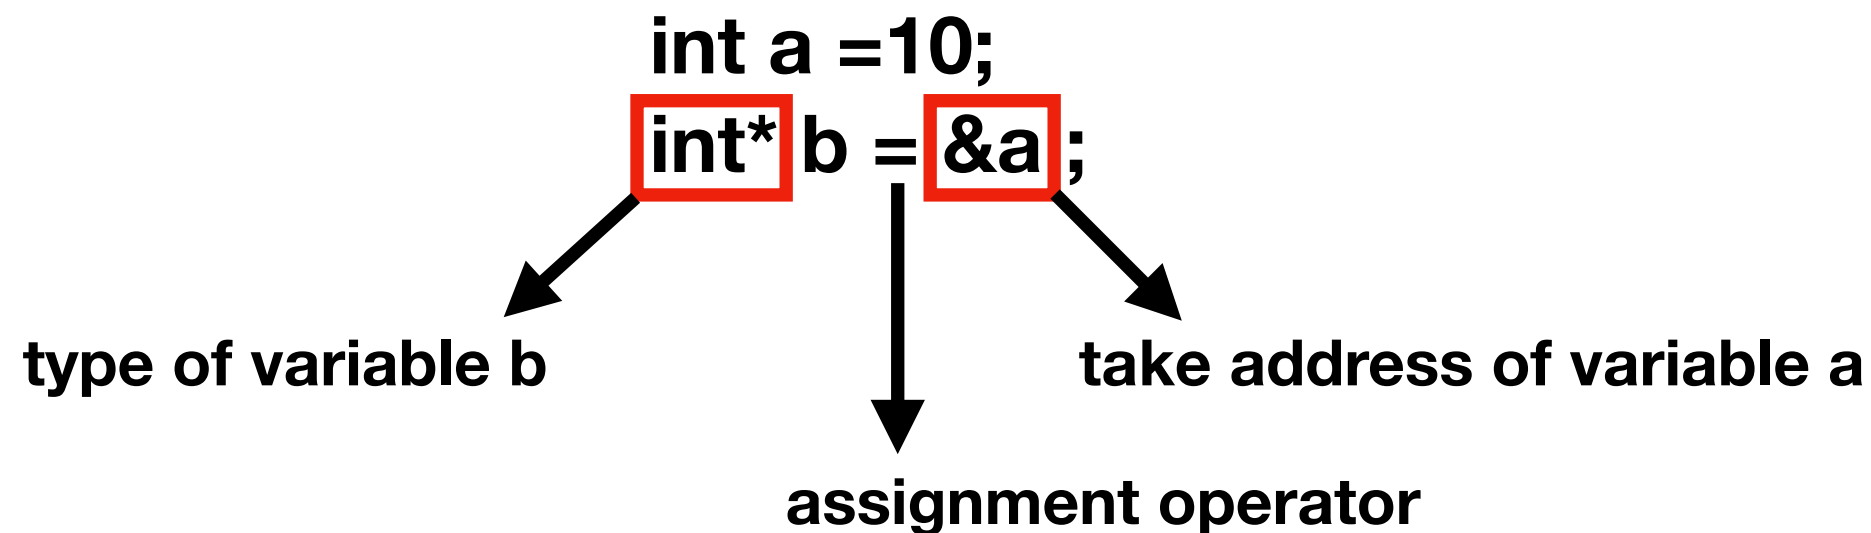 int a =10;
int* b = &a ;
type of variable b
take address of variable a
assignment operator